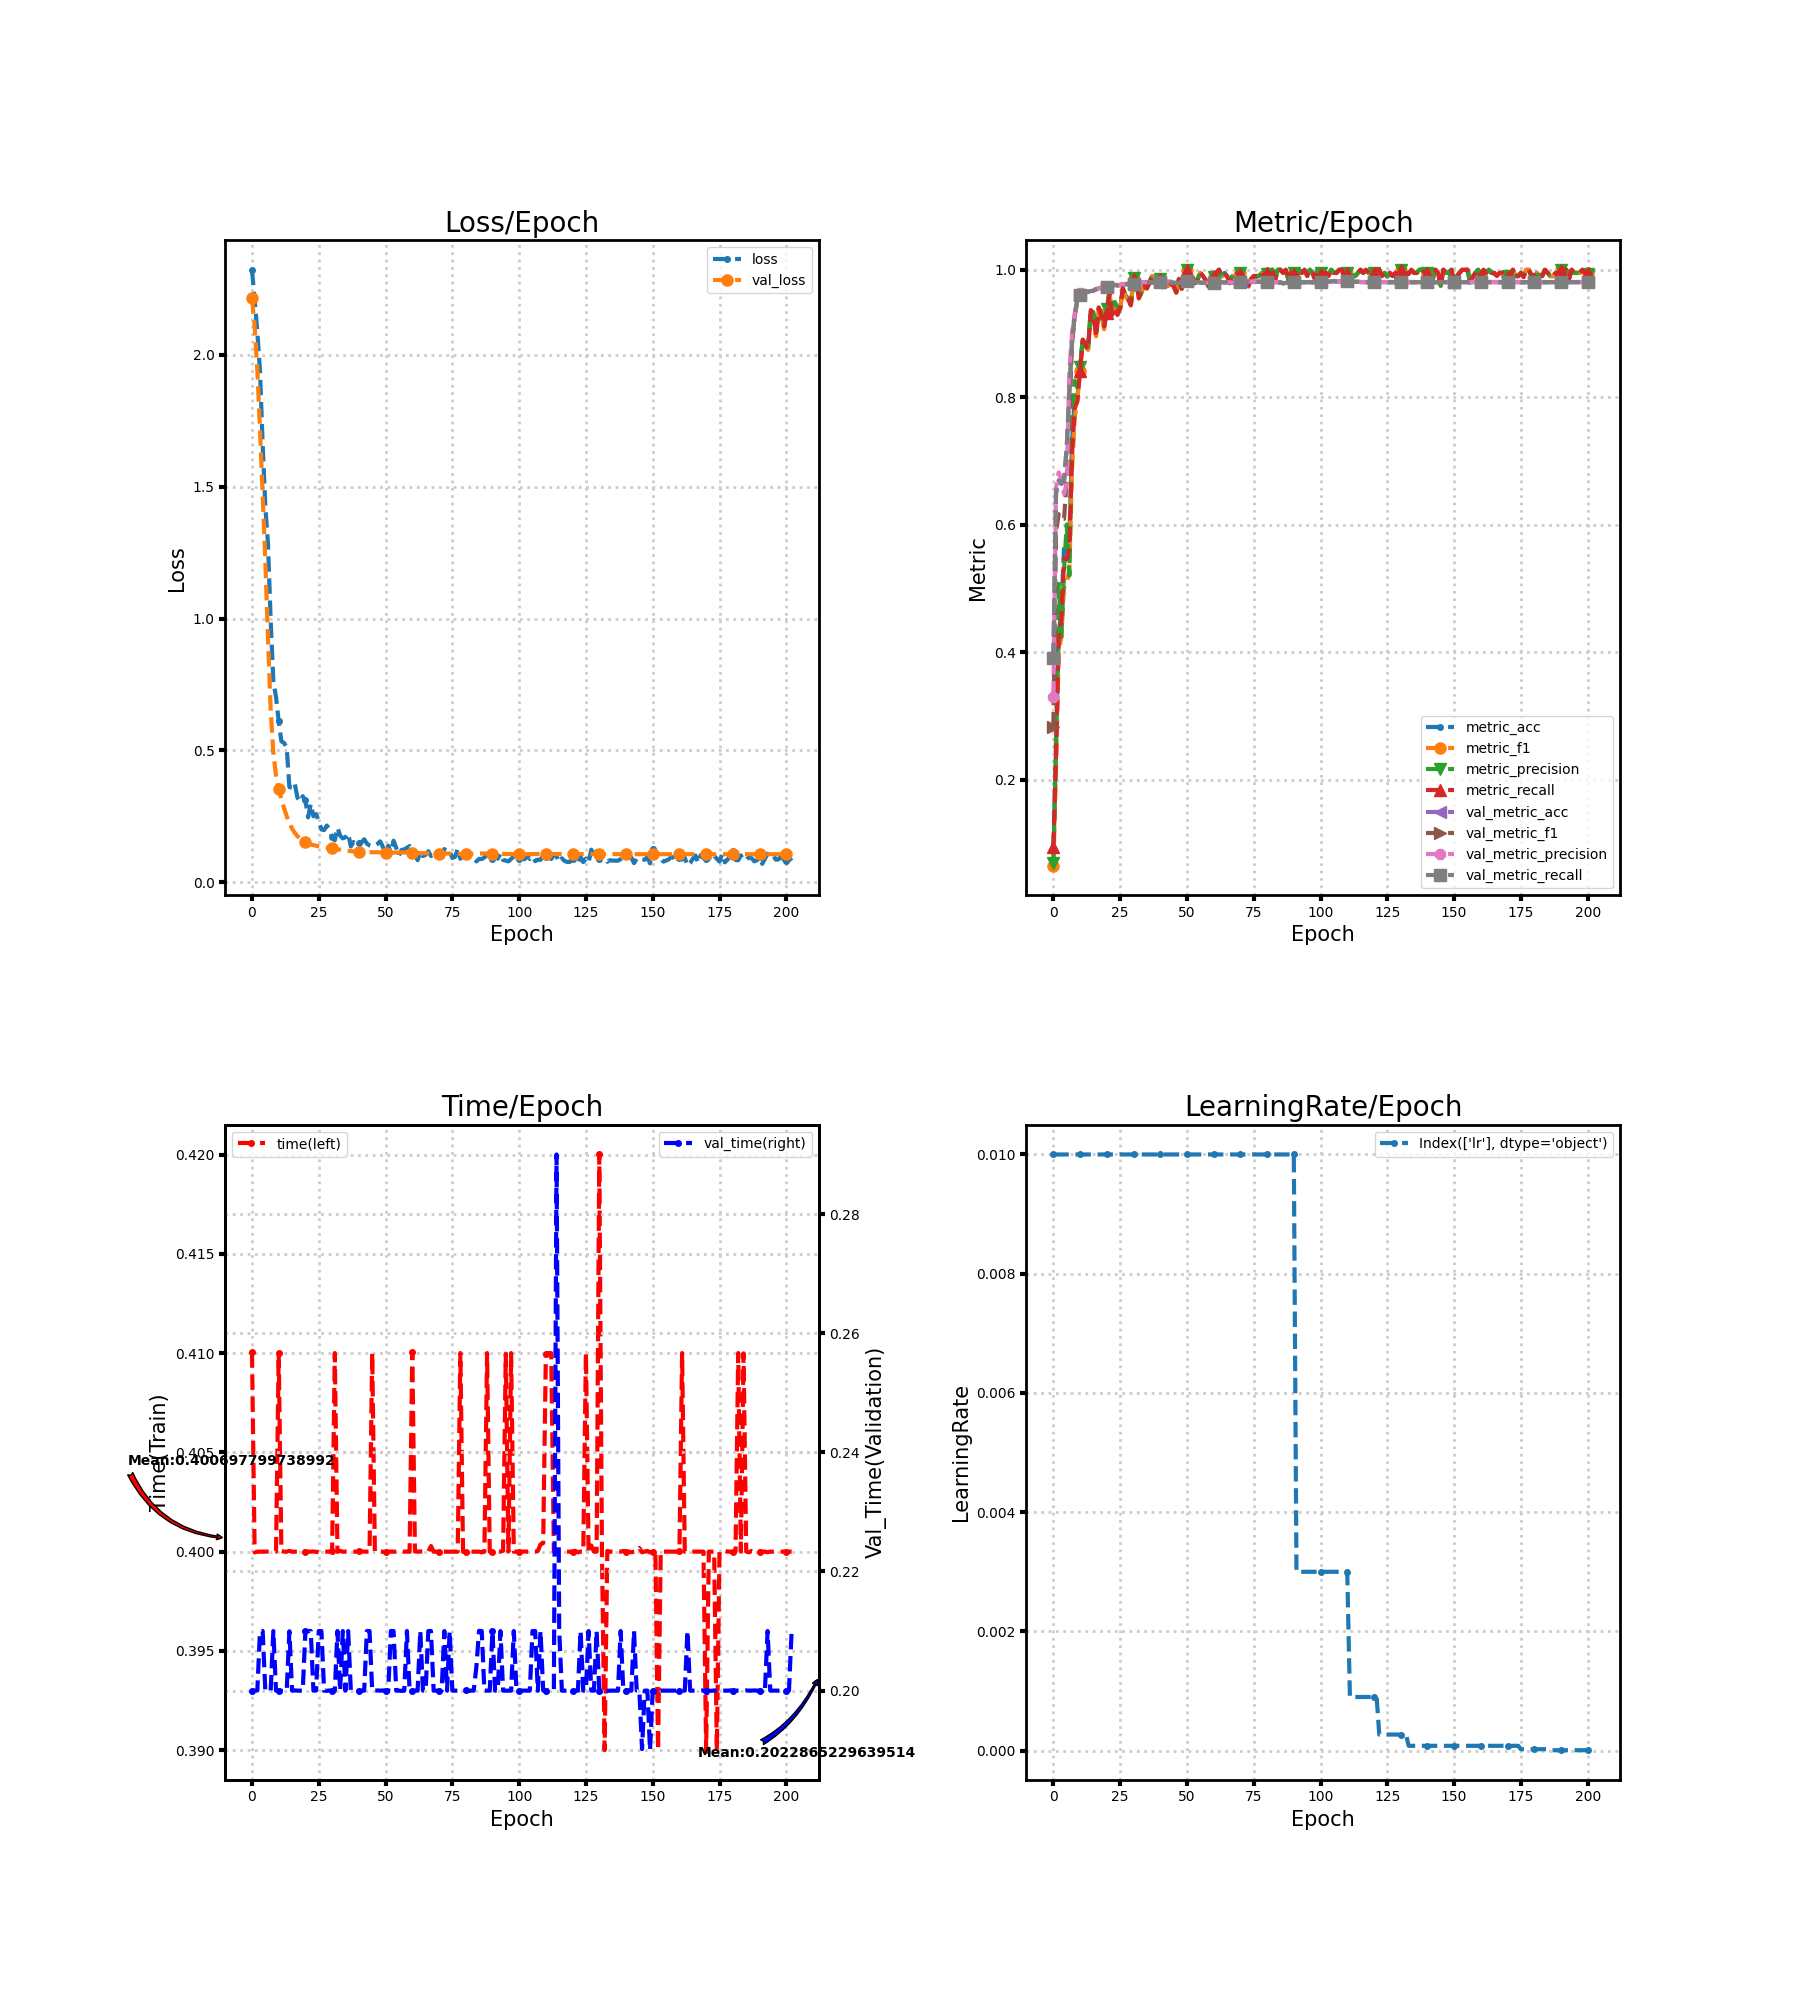 Loss/Epoch
loss
val_loss
2.0
1.5
1.0
0.5
0.0
Loss
0 25 50 75 100 125 150 175 200
Epoch
Metric/Epoch
1.0
0.8
0.6
0.4
0.2
Metric
metric_acc
metric_f1
metric_precision
metric_recall
val_metric_acc
val_metric_f1
val_metric_precision
val_metric_recall
0 25 50 75 100 125 150 175 200
Epoch
Time/Epoch
time(left)
val_time(right)
0.420
0.415
0.410
0.405
0.400
0.395
0.390
Time(Train)
Mean:0.400697799738992
0.28
0.26
0.24
0.22
0.20
Val_Time(Validation)
Mean:0.2022865229639514
0 25 50 75 100 125 150 175 200
Epoch
LearningRate/Epoch
Index(['lr'], dtype='object')
0.010
0.008
0.006
0.004
0.002
0.000
LearningRate
0 25 50 75 100 125 150 175 200
Epoch